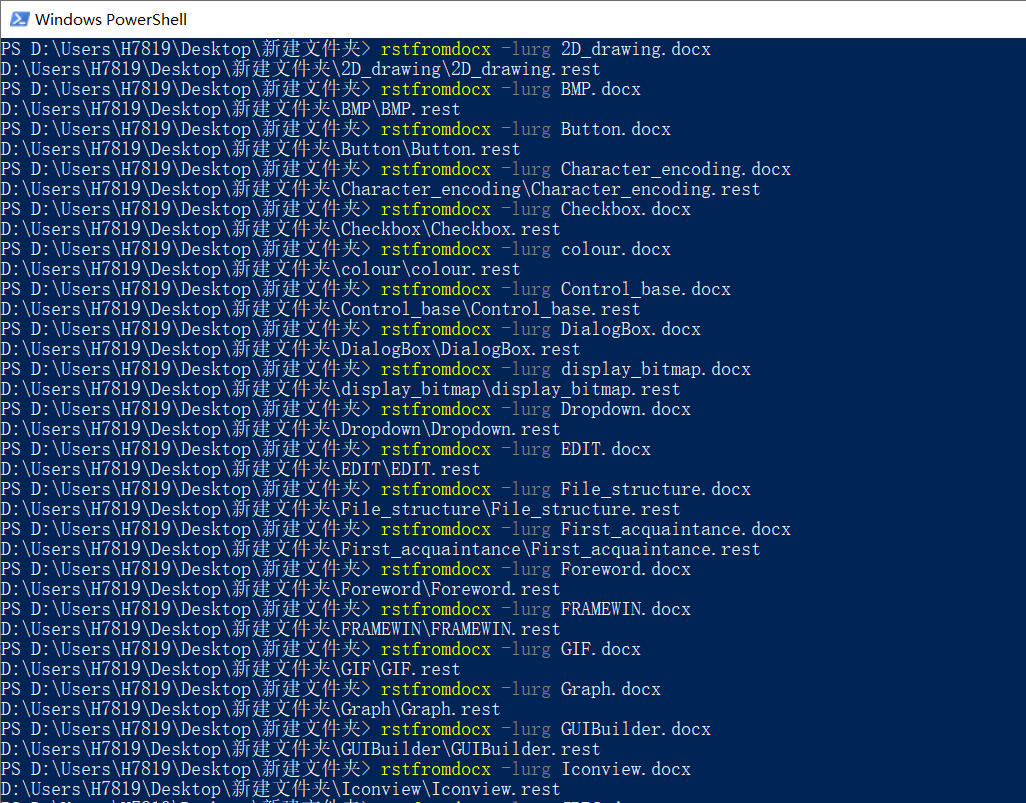 Windows PowerShell
PS D:\Users\H7819\Desktop\新建文件夹> rstfromdocx -lurg 2D_drawing.docx
D:\Users\H7819\Desktop\新建文件夹\2D_drawing\2D_drawing.rest
PS D:\Users\H7819\Desktop\新建文件夹> rstfromdocx -lurg BMP.docx
D:\Users\H7819\Desktop\新建文件夹\BMP\BMP.rest
PS D:\Users\H7819\Desktop\新建文件夹> rstfromdocx -lurg Button.docx
D:\Users\H7819\Desktop\新建文件夹\Button\Button.rest
PS D:\Users\H7819\Desktop\新建文件夹> rstfromdocx -lurg Character_encoding.docx
D:\Users\H7819\Desktop\新建文件夹\Character_encoding\Character_encoding.rest
PS D:\Users\H7819\Desktop\新建文件夹> rstfromdocx -lurg Checkbox.docx
D:\Users\H7819\Desktop\新建文件夹\Checkbox\Checkbox.rest
PS D:\Users\H7819\Desktop\新建文件夹> rstfromdocx -lurg colour.docx
D:\Users\H7819\Desktop\新建文件夹\colour\colour.rest
PS D:\Users\H7819\Desktop\新建文件夹> rstfromdocx -lurg Control_base.docx
D:\Users\H7819\Desktop\新建文件夹\Control_base\Control_base.rest
PS D:\Users\H7819\Desktop\新建文件夹> rstfromdocx -lurg DialogBox.docx
D:\Users\H7819\Desktop\新建文件夹\DialogBox\DialogBox.rest
PS D:\Users\H7819\Desktop\新建文件夹> rstfromdocx -lurg display_bitmap.docx
D:\Users\H7819\Desktop\新建文件夹\display_bitmap\display_bitmap.rest
PS D:\Users\H7819\Desktop\新建文件夹> rstfromdocx -lurg Dropdown.docx
D:\Users\H7819\Desktop\新建文件夹\Dropdown\Dropdown.rest
PS D:\Users\H7819\Desktop\新建文件夹> rstfromdocx -lurg EDIT.docx
D:\Users\H7819\Desktop\新建文件夹\EDIT\EDIT.rest
PS D:\Users\H7819\Desktop\新建文件夹> rstfromdocx -lurg File_structure.docx
D:\Users\H7819\Desktop\新建文件夹\File_structure\File_structure.rest
PS D:\Users\H7819\Desktop\新建文件夹> rstfromdocx -lurg First_acquaintance.docx
D:\Users\H7819\Desktop\新建文件夹\First_acquaintance\First_acquaintance.rest
PS D:\Users\H7819\Desktop\新建文件夹> rstfromdocx -lurg Foreword.docx
D:\Users\H7819\Desktop\新建文件夹\Foreword\Foreword.rest
PS D:\Users\H7819\Desktop\新建文件夹> rstfromdocx -lurg FRAMEWIN.docx
D:\Users\H7819\Desktop\新建文件夹\FRAMEWIN\FRAMEWIN.rest
PS D:\Users\H7819\Desktop\新建文件夹> rstfromdocx -lurg GIF.docx
D:\Users\H7819\Desktop\新建文件夹\GIF\GIF.rest
PS D:\Users\H7819\Desktop\新建文件夹> rstfromdocx -lurg Graph.docx
D:\Users\H7819\Desktop\新建文件夹\Graph\Graph.rest
PS D:\Users\H7819\Desktop\新建文件夹> rstfromdocx -lurg GUIBuilder.docx
D:\Users\H7819\Desktop\新建文件夹\GUIBuilder\GUIBuilder.rest
PS D:\Users\H7819\Desktop\新建文件夹> rstfromdocx -lurg Iconview.docx
D:\Users\H7819\Desktop\新建文件夹\Iconview\Iconview.rest